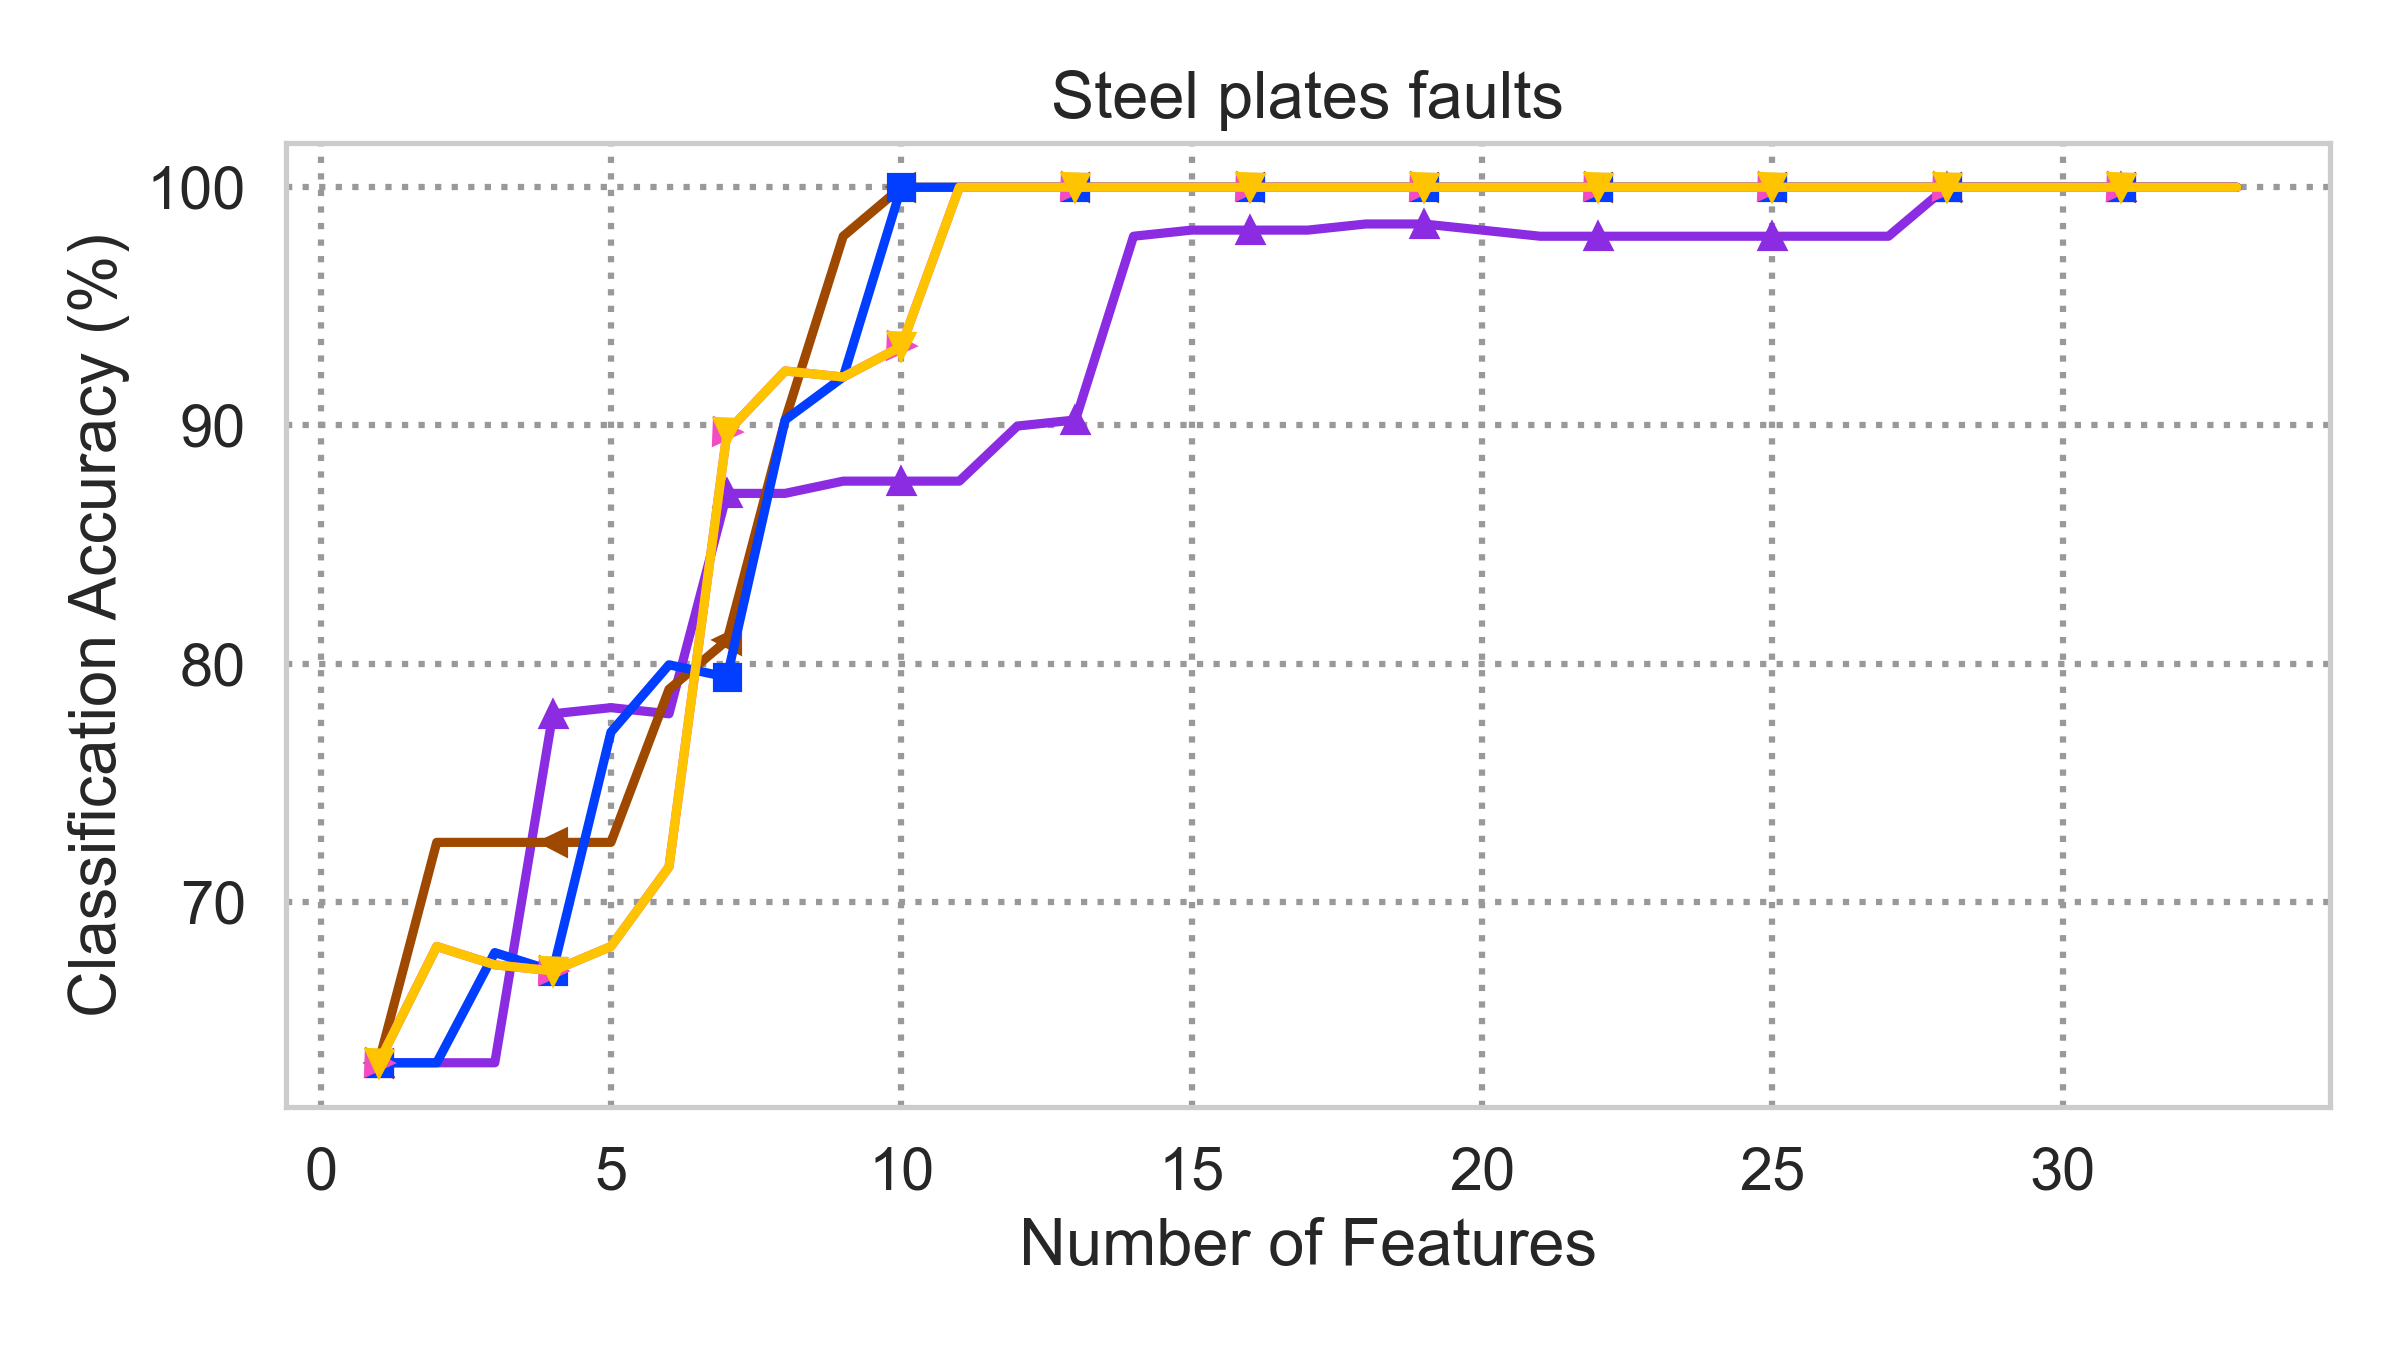 Steel plates faults
Classification Accuracy (%)
100
90
80
70
0 5 10 15 20 25 30
Number of Features